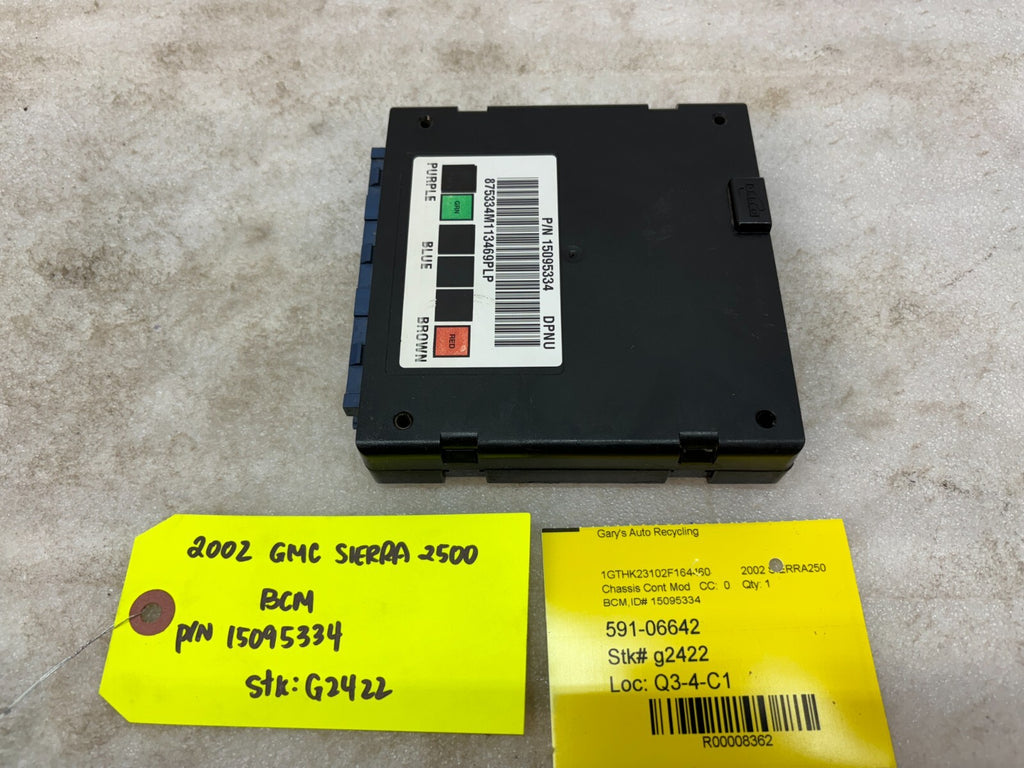 P/N 15095334 DPNU
875334M113469PLP
PURPLE
BLUE
BROWN
GRN
RED
DELCO
2002 GMC SIERRA 2500
BCM
P/N 15095334
Stk: G2422
Gary's Auto Recycling
2002
Chassis Cont Mod CC: 0 Qty: 1
BCM,ID# 15095334
591-06642
Stk# g2422
Loc: Q3-4-C1
R00008362